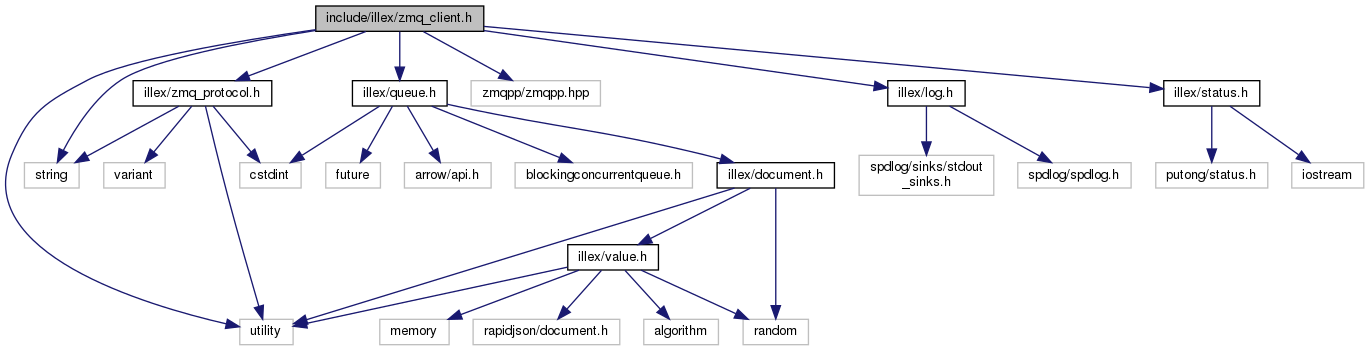 include/illex/zmq_client.h
illex/zmq_protocol.h
illex/queue.h
zmqpp/zmqpp.hpp
illex/log.h
illex/status.h
string
variant
cstdint
future
arrow/api.h
blockingconcurrentqueue.h
illex/document.h
spdlog/sinks/stdout
_sinks.h
spdlog/spdlog.h
putong/status.h
iostream
illex/value.h
utility
memory
rapidjson/document.h
algorithm
random